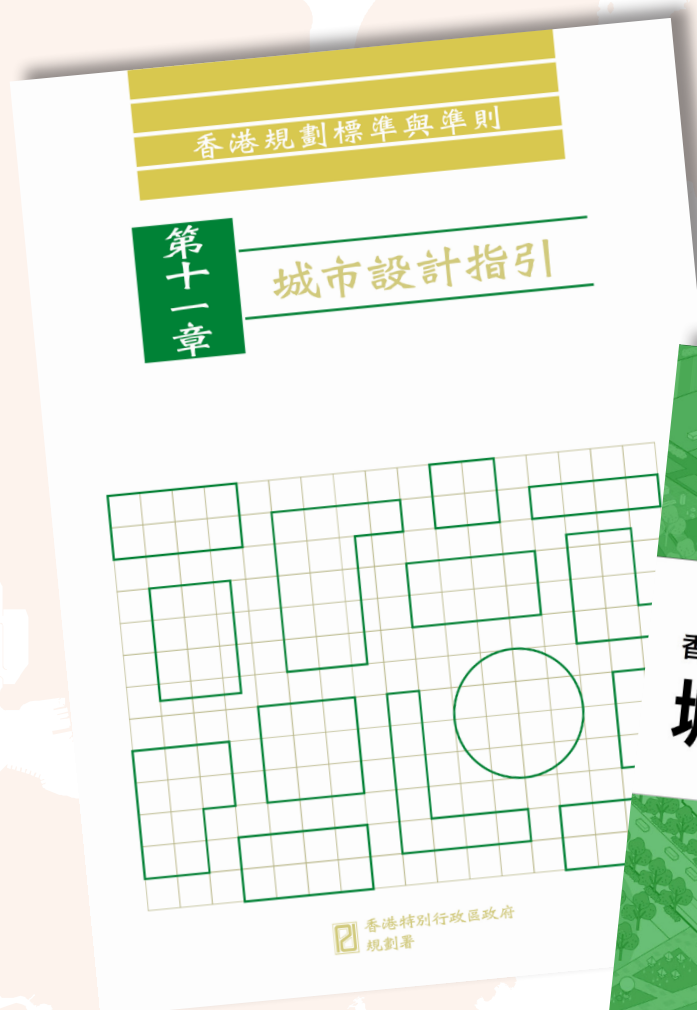 香港規劃標準與準則
第十一章
城市設計指引
香港特別行政區政府
規劃署
香